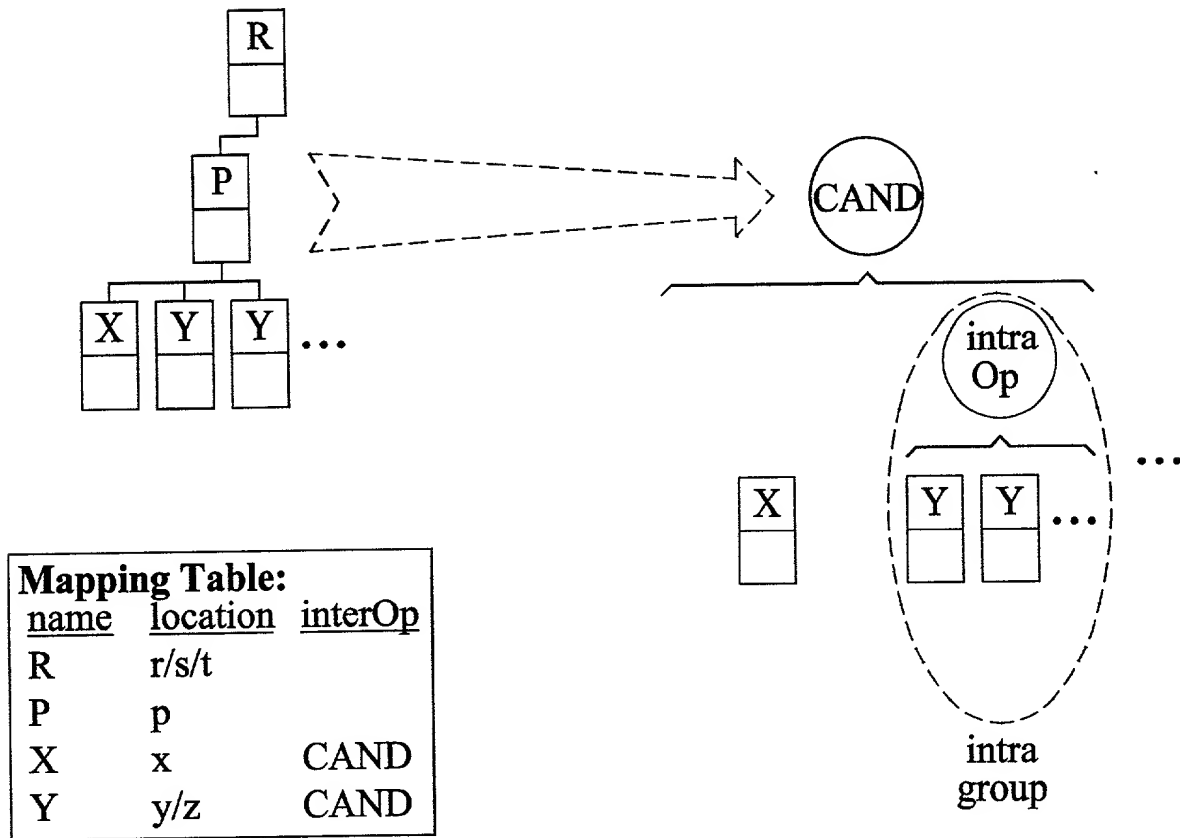 R
P
CAND
X Y Y ...
intra
Op
...
X Y Y ...
Mapping Table:
name location interOp
R r/s/t
P p
X x CAND
Y y/z CAND
intra
group